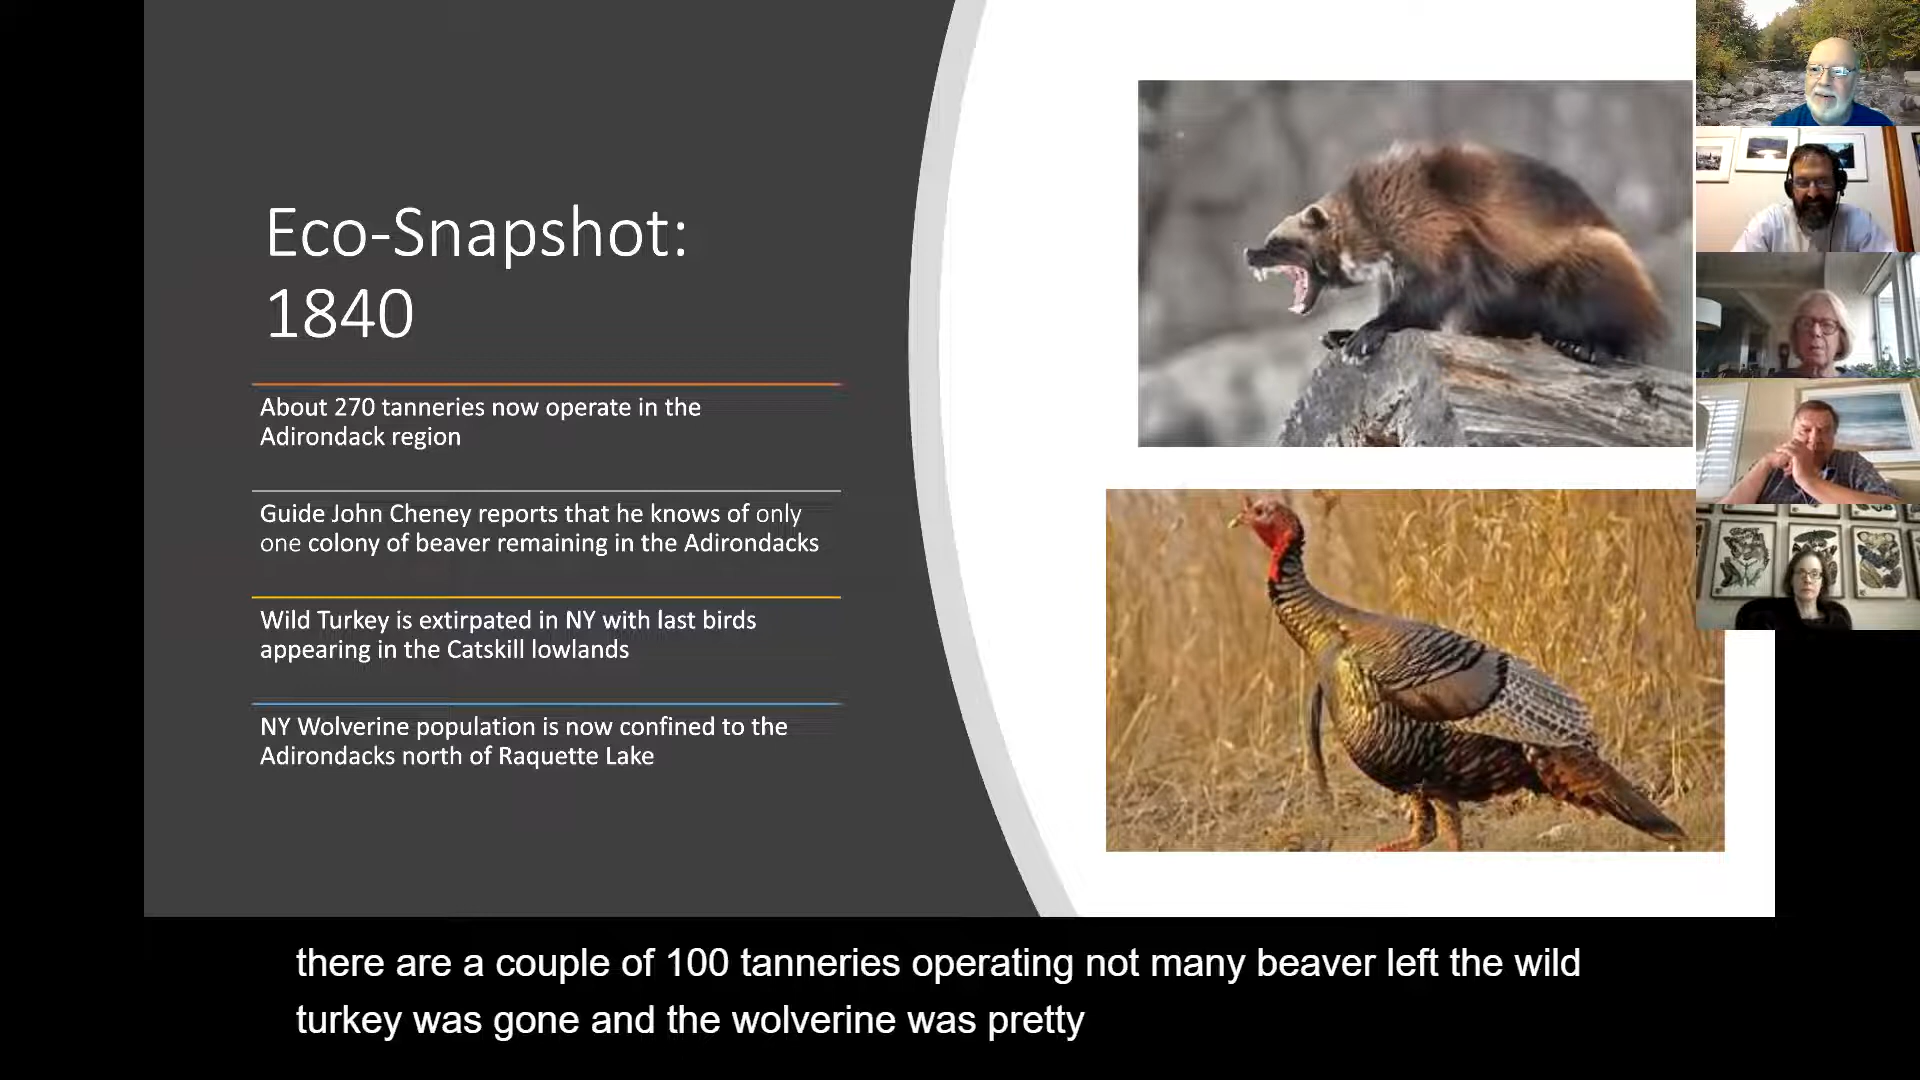 Eco-Snapshot:
1840
About 270 tanneries now operate in the
Adirondack region
Guide John Cheney reports that he knows of only
one colony of beaver remaining in the Adirondacks
Wild Turkey is extirpated in NY with last birds
appearing in the Catskill lowlands
NY Wolverine population is now confined to the
Adirondacks north of Raquette Lake
there are a couple of 100 tanneries operating not many beaver left the wild
turkey was gone and the wolverine was pretty